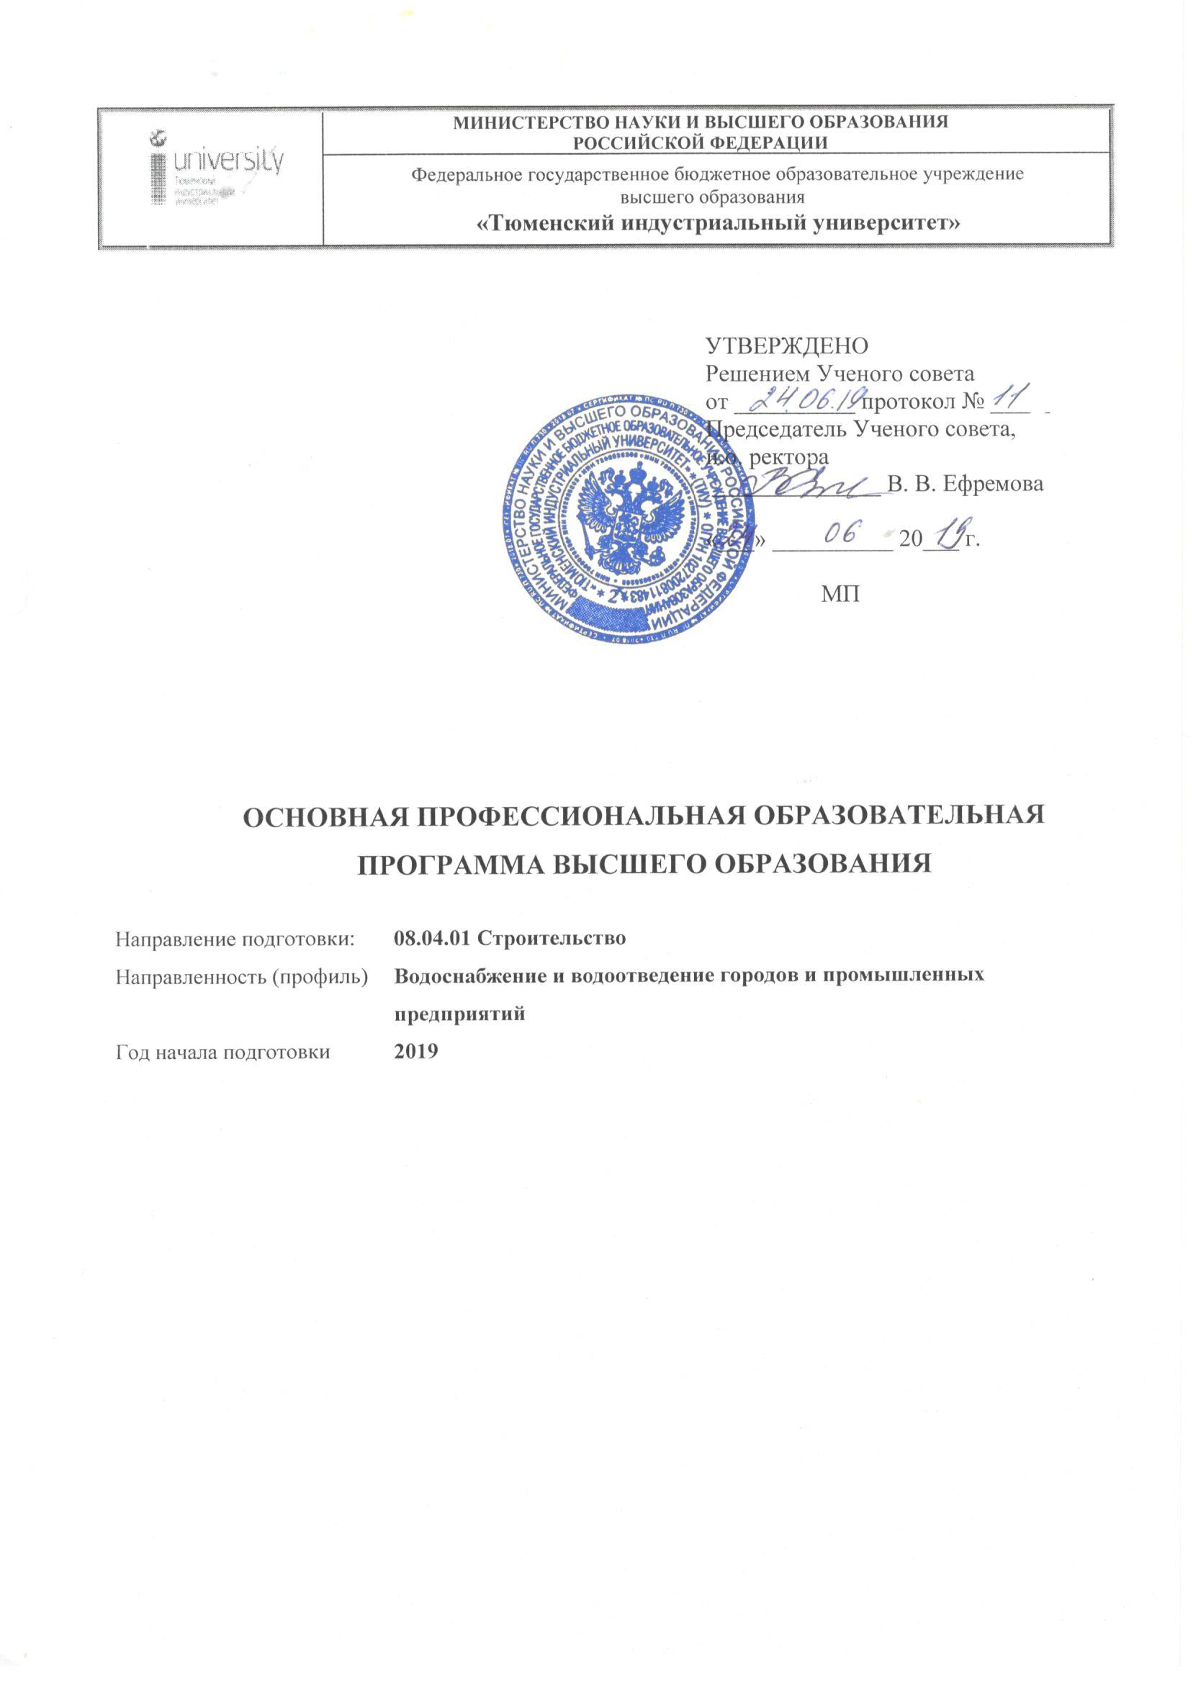 university
Тюменский
индустриальный
университет
МИНИСТЕРСТВО НАУКИ И ВЫСШЕГО ОБРАЗОВАНИЯ
РОССИЙСКОЙ ФЕДЕРАЦИИ
Федеральное государственное бюджетное образовательное учреждение
высшего образования
«Тюменский индустриальный университет»
УТВЕРЖДЕНО
Решением Ученого совета
от 24.06.19 протокол № 11
Председатель Ученого совета,
и.о. ректора
В. В. Ефремова
«24» 06 2019 г.
МП
МИНИСТЕРСТВО НАУКИ И ВЫСШЕГО ОБРАЗОВАНИЯ РОССИЙСКОЙ ФЕДЕРАЦИИ
ФЕДЕРАЛЬНОЕ ГОСУДАРСТВЕННОЕ БЮДЖЕТНОЕ ОБРАЗОВАТЕЛЬНОЕ УЧРЕЖДЕНИЕ ВЫСШЕГО ОБРАЗОВАНИЯ
«ТЮМЕНСКИЙ ИНДУСТРИАЛЬНЫЙ УНИВЕРСИТЕТ» * (ТИУ) * ОГРН 1027200811483 *
ОСНОВНАЯ ПРОФЕССИОНАЛЬНАЯ ОБРАЗОВАТЕЛЬНАЯ
ПРОГРАММА ВЫСШЕГО ОБРАЗОВАНИЯ
Направление подготовки: 08.04.01 Строительство
Направленность (профиль) Водоснабжение и водоотведение городов и промышленных
предприятий
Год начала подготовки 2019